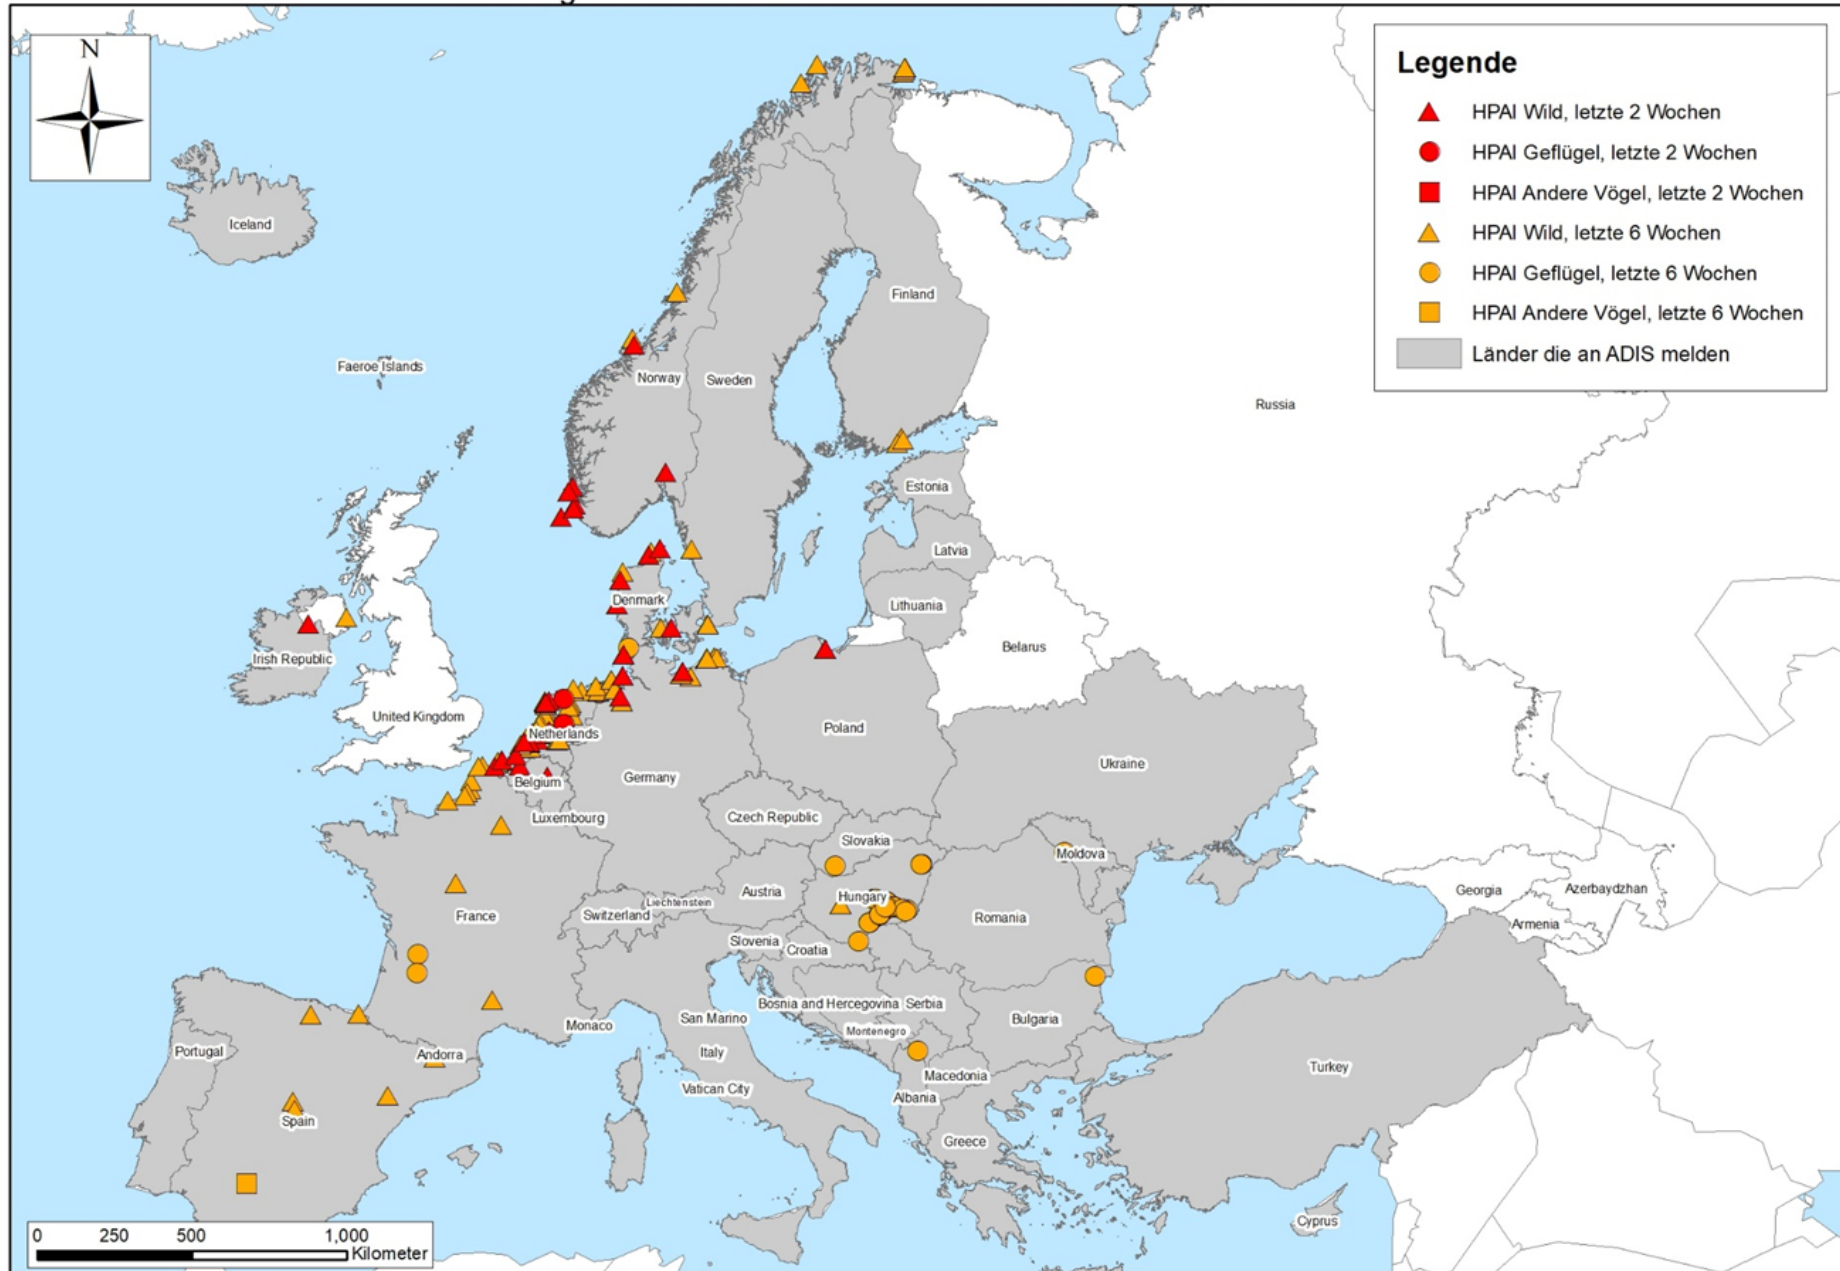 N
Legende
HPAI Wild, letzte 2 Wochen
HPAI Geflügel, letzte 2 Wochen
HPAI Andere Vögel, letzte 2 Wochen
HPAI Wild, letzte 6 Wochen
HPAI Geflügel, letzte 6 Wochen
HPAI Andere Vögel, letzte 6 Wochen
Länder die an ADIS melden
Iceland
Finland
Faeroe Islands
Norway
Sweden
Russia
Estonia
Latvia
Denmark
Lithuania
Belarus
Irish Republic
United Kingdom
Netherlands
Poland
Ukraine
Belgium
Germany
Luxembourg
Czech Republic
Slovakia
Moldova
Austria
Hungary
Liechtenstein
Switzerland
France
Romania
Georgia
Azerbaydzhan
Armenia
Slovenia
Croatia
Bosnia and Hercegovina
Serbia
San Marino
Monaco
Montenegro
Bulgaria
Portugal
Andorra
Italy
Macedonia
Turkey
Vatican City
Albania
Spain
Greece
Cyprus
0 250 500 1,000
Kilometer